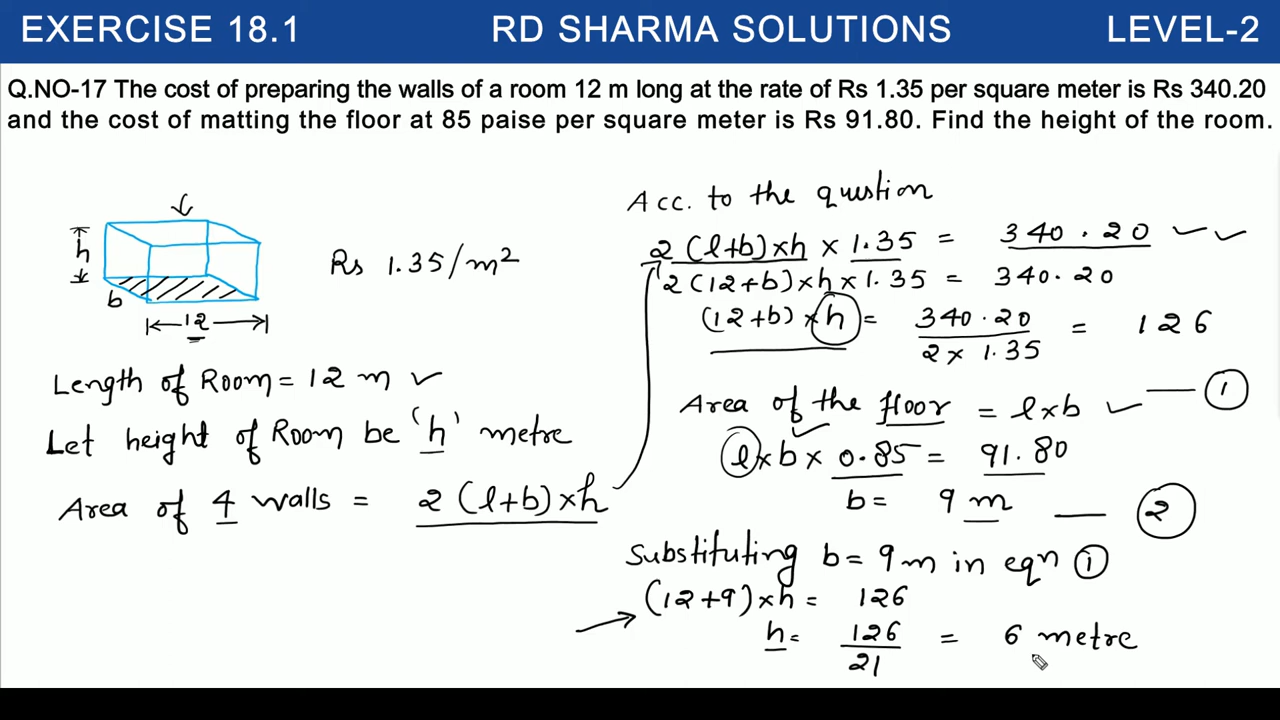 EXERCISE 18.1 RD SHARMA SOLUTIONS LEVEL-2
Q.NO-17 The cost of preparing the walls of a room 12 m long at the rate of Rs 1.35 per square meter is Rs 340.20
and the cost of matting the floor at 85 paise per square meter is Rs 91.80. Find the height of the room.
h
b
12
Rs 1.35/m²
Length of Room = 12 m ✓
Let height of Room be 'h' metre
Area of 4 walls = 2 (l+b)×h
Acc. to the question
2 (l+b)×h × 1.35 = 340.20 ✓ ✓
2 (12+b)×h×1.35 = 340.20
(12+b)×h = 340.20 / 2 × 1.35 = 126 — ①
Area of the floor = l×b ✓
l×b× 0.85 = 91.80
b = 9 m — ②
Substituting b = 9 m in eqn ①
(12+9)×h = 126
h = 126 / 21 = 6 metre